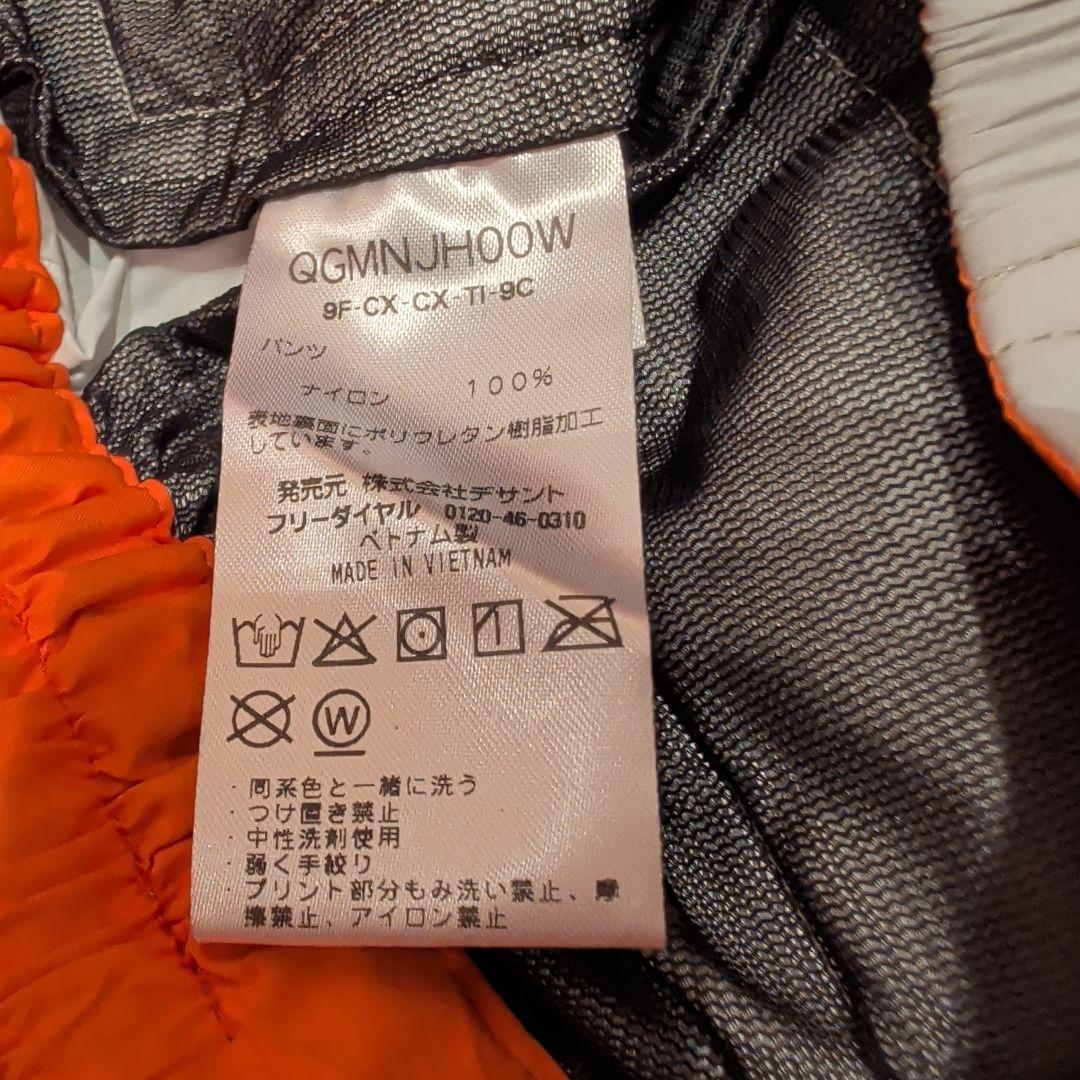 QGMNJH00W
9F-CX-CX-TI-9C
パンツ
ナイロン 100%
表地裏面にポリウレタン樹脂加工
しています。
発売元 株式会社デサント
フリーダイヤル 0120-46-0310
ベトナム製
MADE IN VIETNAM
W
・同系色と一緒に洗う
・つけ置き禁止
・中性洗剤使用
・弱く手絞り
・プリント部分もみ洗い禁止、摩
擦禁止、アイロン禁止